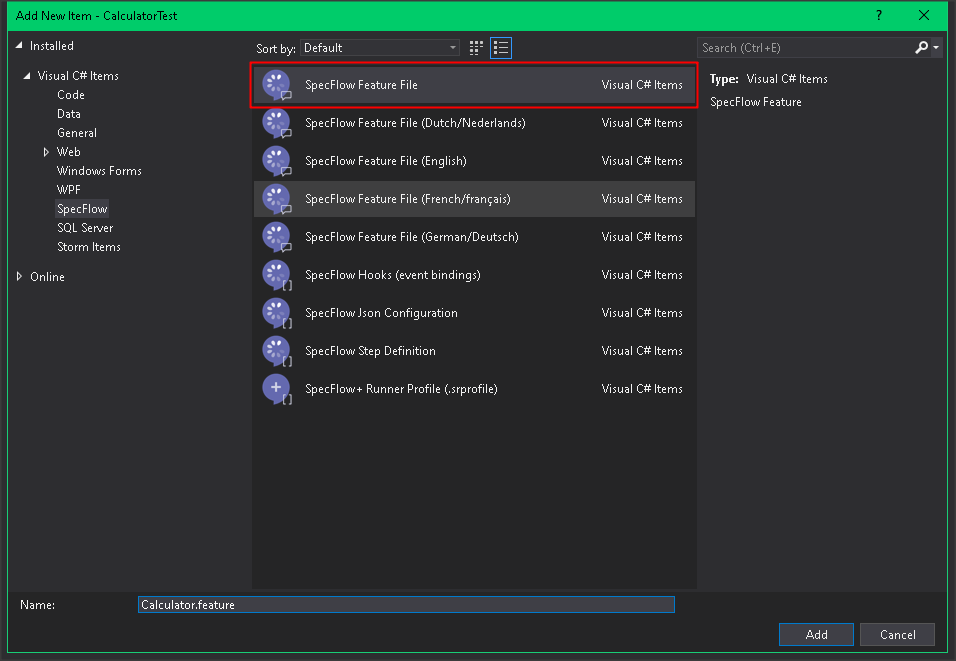 Add New Item - CalculatorTest
?
Installed
Visual C# Items
Code
Data
General
Web
Windows Forms
WPF
SpecFlow
SQL Server
Storm Items
Online
Sort by: Default
SpecFlow Feature File Visual C# Items
SpecFlow Feature File (Dutch/Nederlands) Visual C# Items
SpecFlow Feature File (English) Visual C# Items
SpecFlow Feature File (French/français) Visual C# Items
SpecFlow Feature File (German/Deutsch) Visual C# Items
SpecFlow Hooks (event bindings) Visual C# Items
SpecFlow Json Configuration Visual C# Items
SpecFlow Step Definition Visual C# Items
SpecFlow+ Runner Profile (.srprofile) Visual C# Items
Search (Ctrl+E)
Type: Visual C# Items
SpecFlow Feature
Name: Calculator.feature
Add Cancel